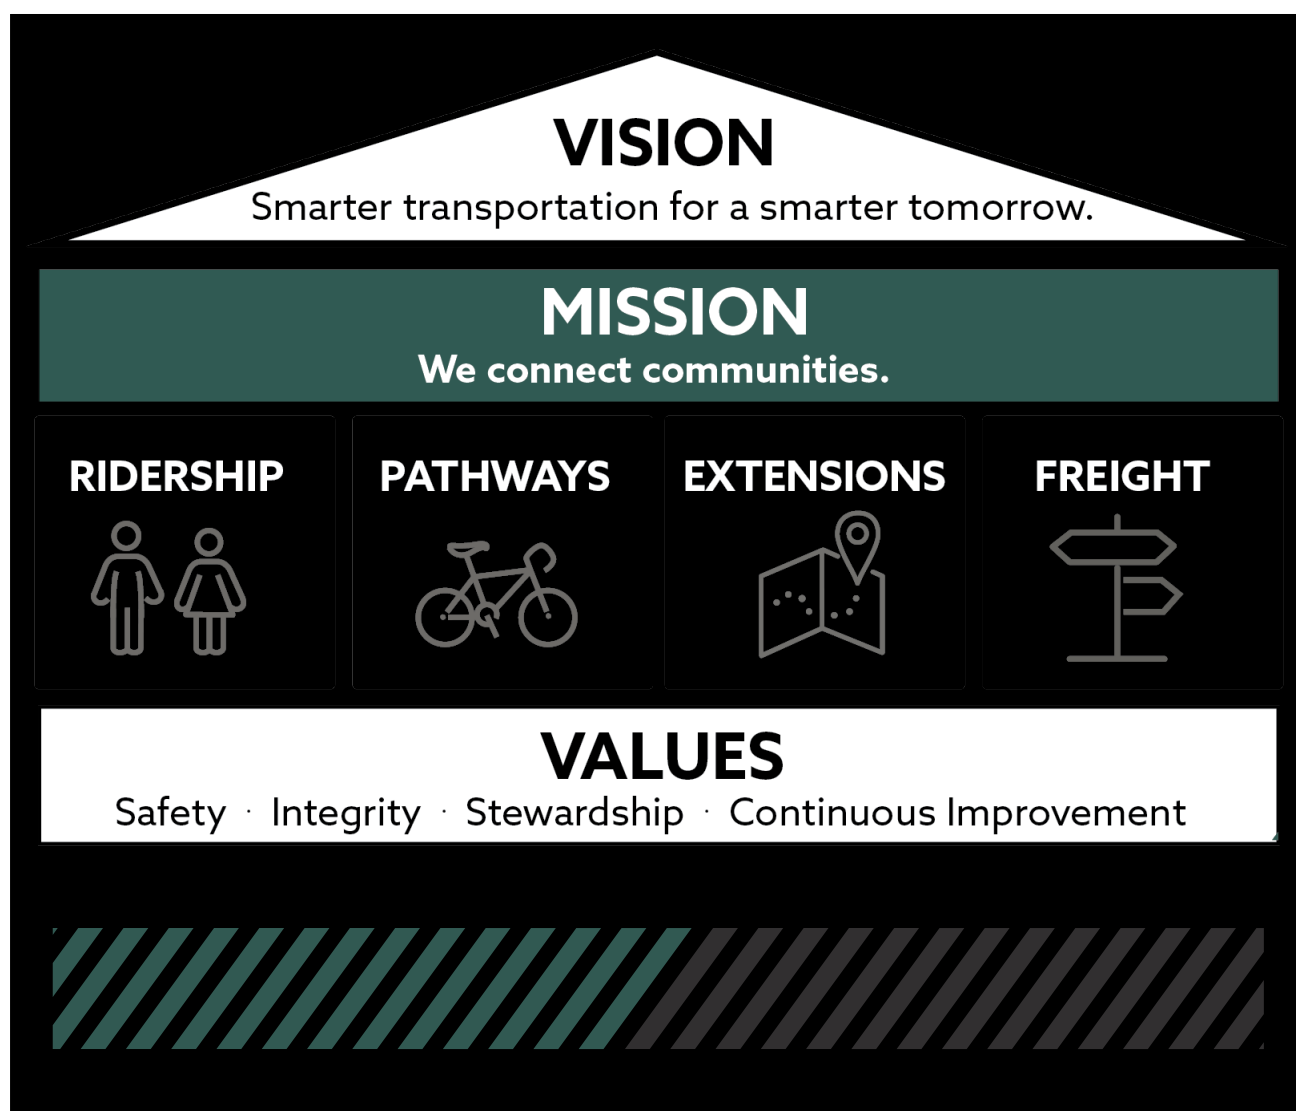 VISION
Smarter transportation for a smarter tomorrow.
MISSION
We connect communities.
RIDERSHIP
PATHWAYS
EXTENSIONS
FREIGHT
VALUES
Safety · Integrity · Stewardship · Continuous Improvement